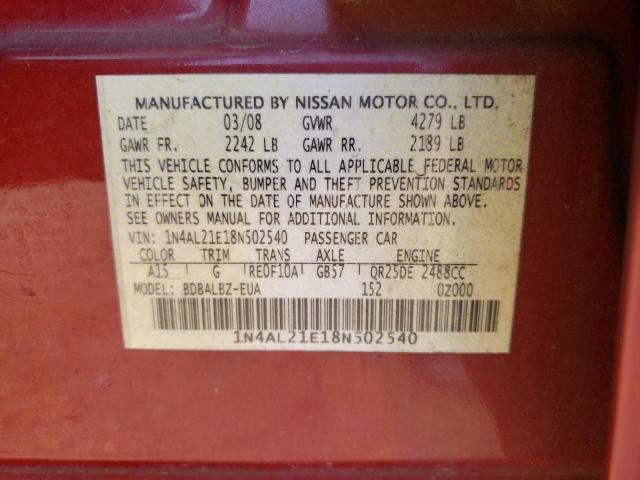 MANUFACTURED BY NISSAN MOTOR CO., LTD.
DATE 03/08 GVWR 4279 LB
GAWR FR. 2242 LB GAWR RR. 2189 LB
THIS VEHICLE CONFORMS TO ALL APPLICABLE FEDERAL MOTOR
VEHICLE SAFETY, BUMPER AND THEFT PREVENTION STANDARDS
IN EFFECT ON THE DATE OF MANUFACTURE SHOWN ABOVE.
SEE OWNERS MANUAL FOR ADDITIONAL INFORMATION.
VIN: 1N4AL21E18N502540 PASSENGER CAR
COLOR TRIM TRANS AXLE ENGINE
A15 G RE0F10A GB57 QR25DE 2488CC
MODEL: BDBALBZ-EUA 152 0Z000
1N4AL21E18N502540